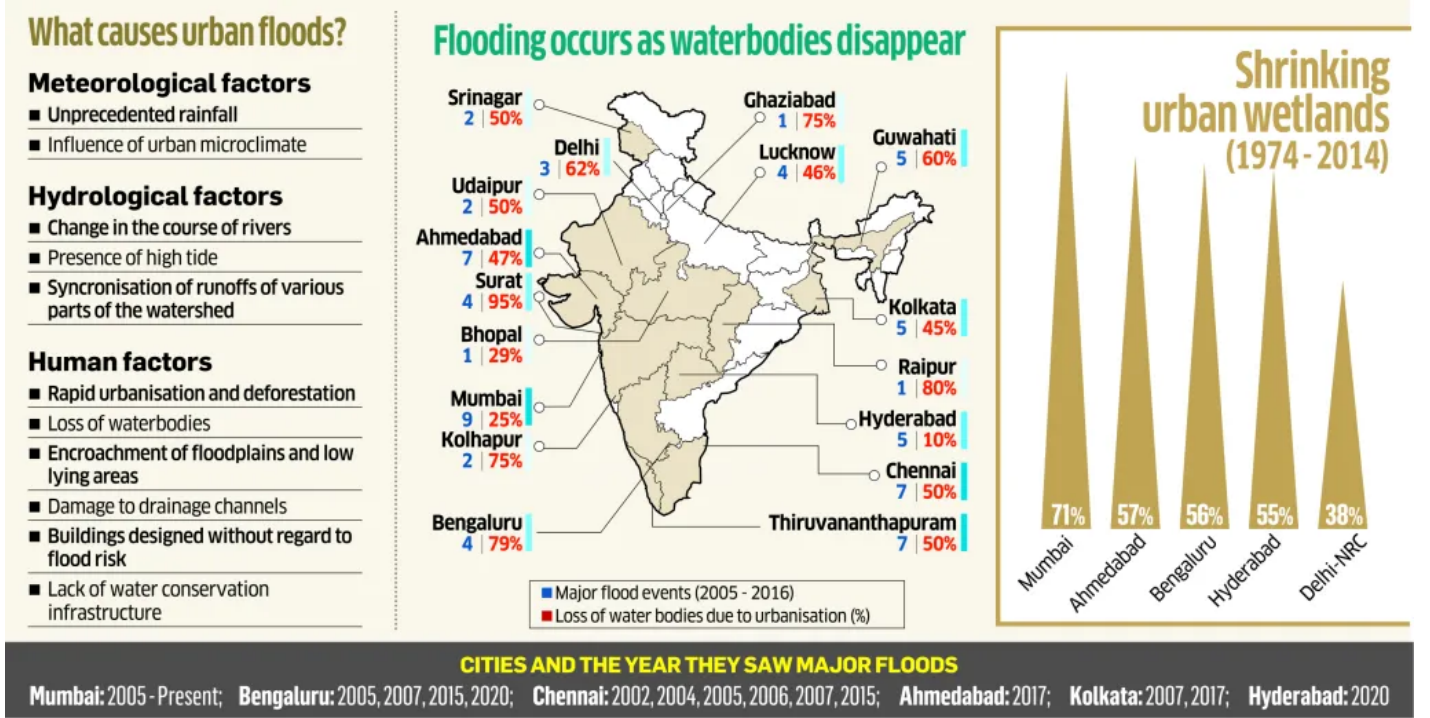 What causes urban floods?
Meteorological factors
■ Unprecedented rainfall
■ Influence of urban microclimate
Hydrological factors
■ Change in the course of rivers
■ Presence of high tide
■ Syncronisation of runoffs of various
parts of the watershed
Human factors
■ Rapid urbanisation and deforestation
■ Loss of waterbodies
■ Encroachment of floodplains and low
lying areas
■ Damage to drainage channels
■ Buildings designed without regard to
flood risk
■ Lack of water conservation
infrastructure
Flooding occurs as waterbodies disappear
Srinagar
2 | 50%
Delhi
3 | 62%
Udaipur
2 | 50%
Ahmedabad
7 | 47%
Surat
4 | 95%
Bhopal
1 | 29%
Mumbai
9 | 25%
Kolhapur
2 | 75%
Bengaluru
4 | 79%
Ghaziabad
1 | 75%
Lucknow
4 | 46%
Guwahati
5 | 60%
Kolkata
5 | 45%
Raipur
1 | 80%
Hyderabad
5 | 10%
Chennai
7 | 50%
Thiruvananthapuram
7 | 50%
■ Major flood events (2005 - 2016)
■ Loss of water bodies due to urbanisation (%)
Shrinking
urban wetlands
(1974 - 2014)
71% 57% 56% 55% 38%
Mumbai
Ahmedabad
Bengaluru
Hyderabad
Delhi-NRC
CITIES AND THE YEAR THEY SAW MAJOR FLOODS
Mumbai: 2005 - Present; Bengaluru: 2005, 2007, 2015, 2020; Chennai: 2002, 2004, 2005, 2006, 2007, 2015; Ahmedabad: 2017; Kolkata: 2007, 2017; Hyderabad: 2020